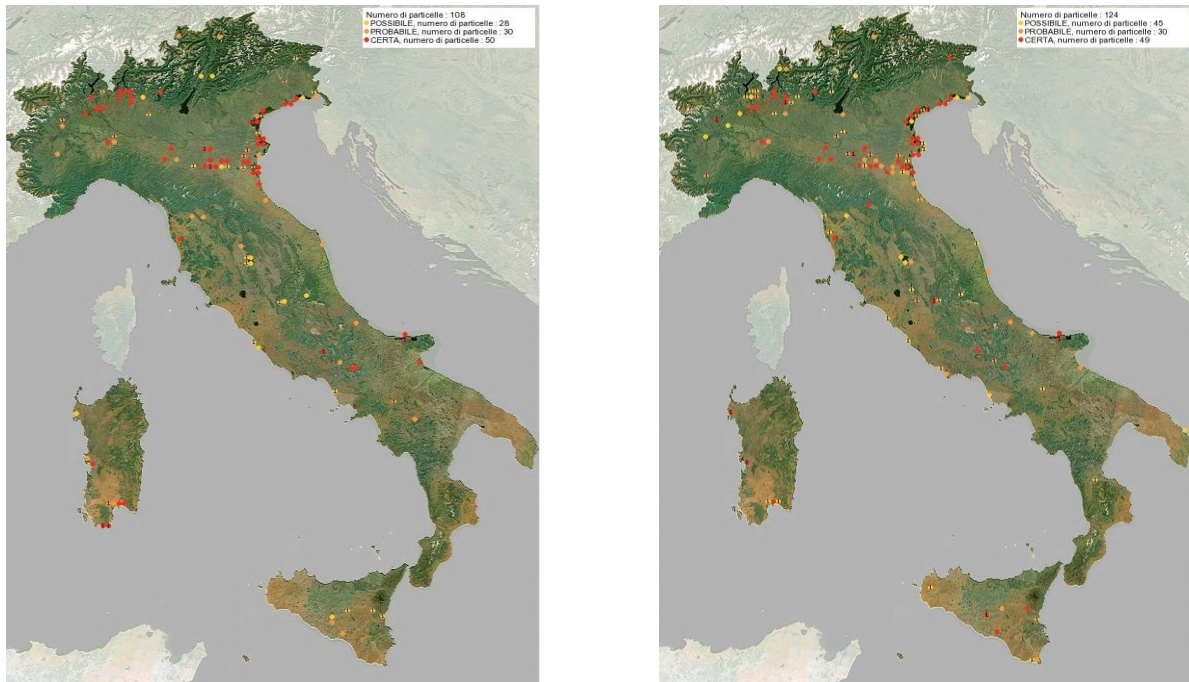 Numero di particelle : 108
POSSIBILE, numero di particelle : 28
PROBABILE, numero di particelle : 30
CERTA, numero di particelle : 50
Numero di particelle : 124
POSSIBILE, numero di particelle : 45
PROBABILE, numero di particelle : 30
CERTA, numero di particelle : 49